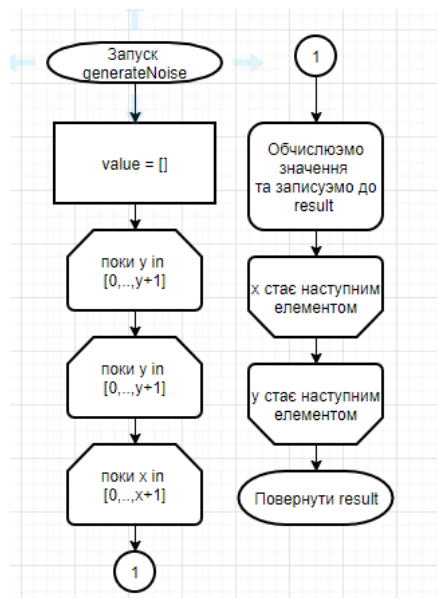 Запуск
generateNoise
value = []
поки y in
[0,..,y+1]
поки y in
[0,..,y+1]
поки x in
[0,..,x+1]
1
1
Обчислюэмо
значення
та записуэмо до
result
x стає наступним
елементом
y стає наступним
елементом
Повернути result